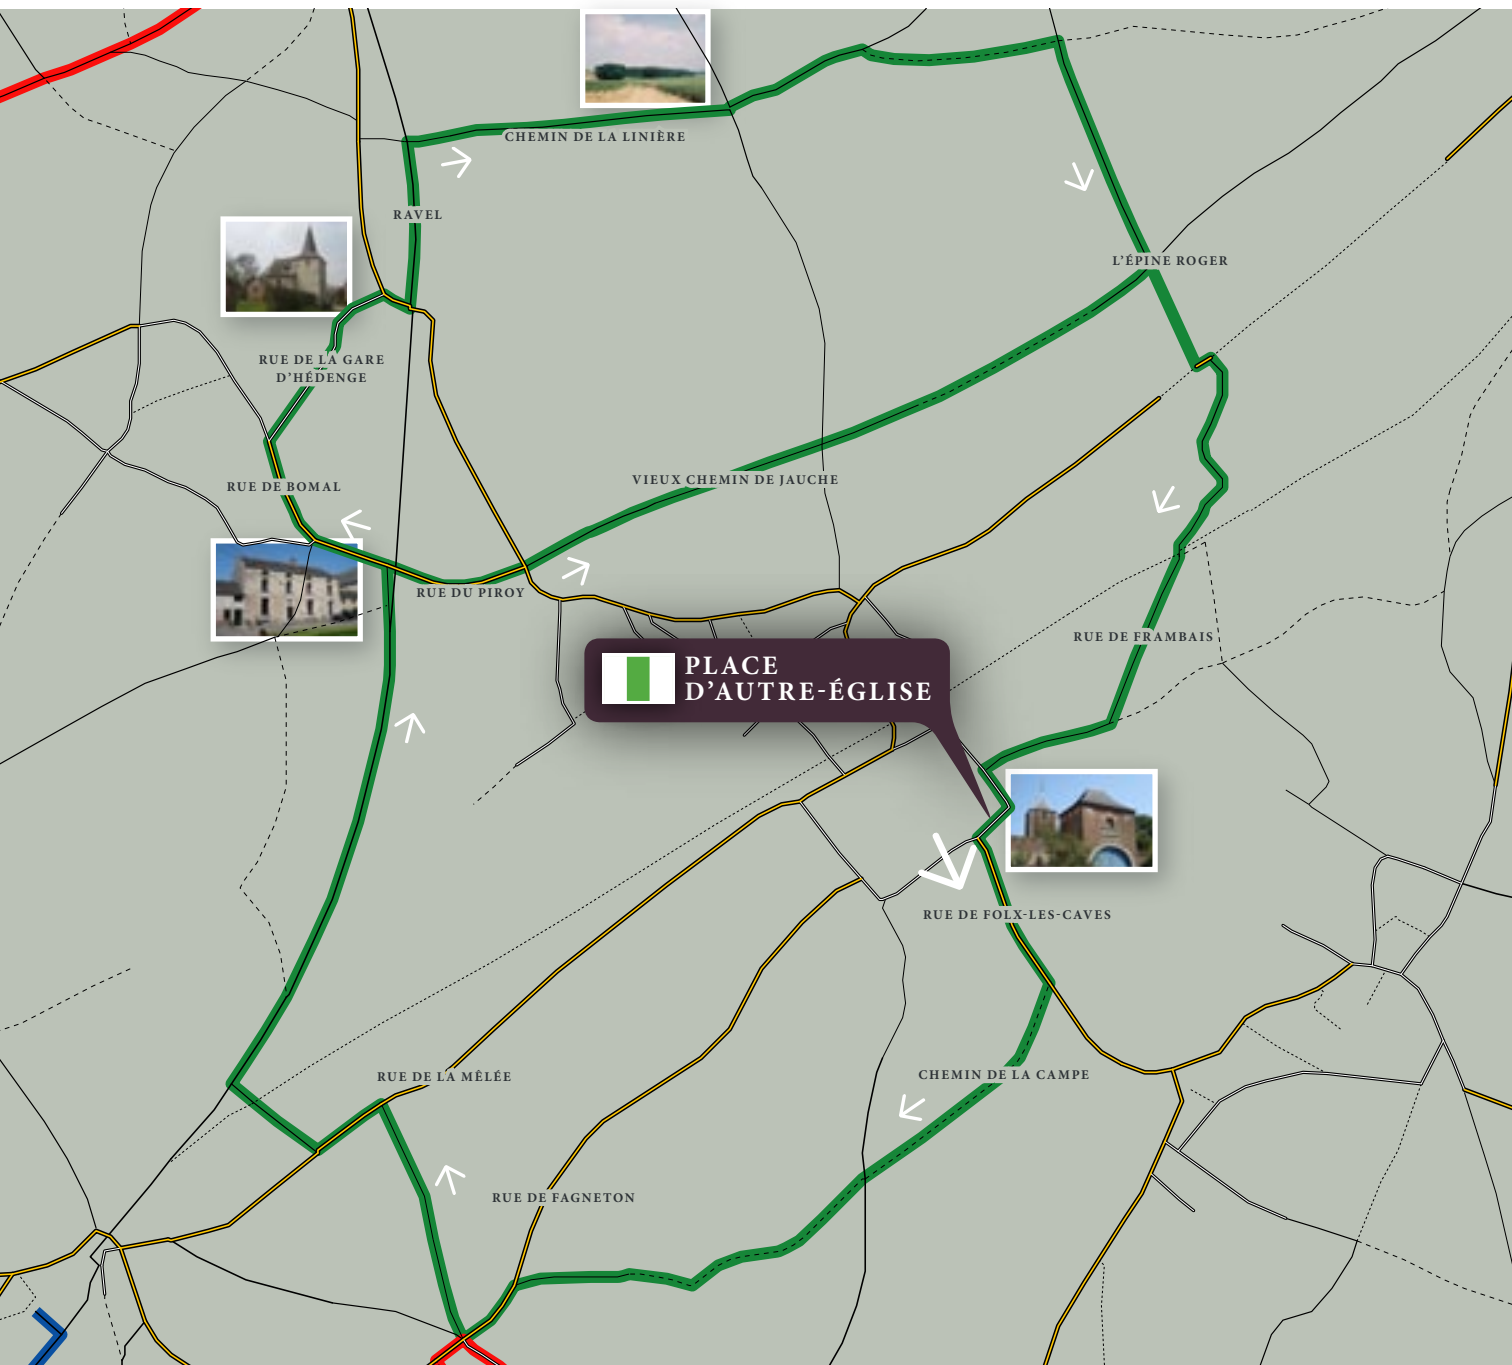 CHEMIN DE LA LINIÈRE
RAVEL
L'ÉPINE ROGER
RUE DE LA GARE
D'HÉDENGE
VIEUX CHEMIN DE JAUCHE
RUE DE BOMAL
RUE DU PIROY
RUE DE FRAMBAIS
PLACE
D'AUTRE-ÉGLISE
RUE DE FOLX-LES-CAVES
CHEMIN DE LA CAMPE
RUE DE LA MÊLÉE
RUE DE FAGNETON